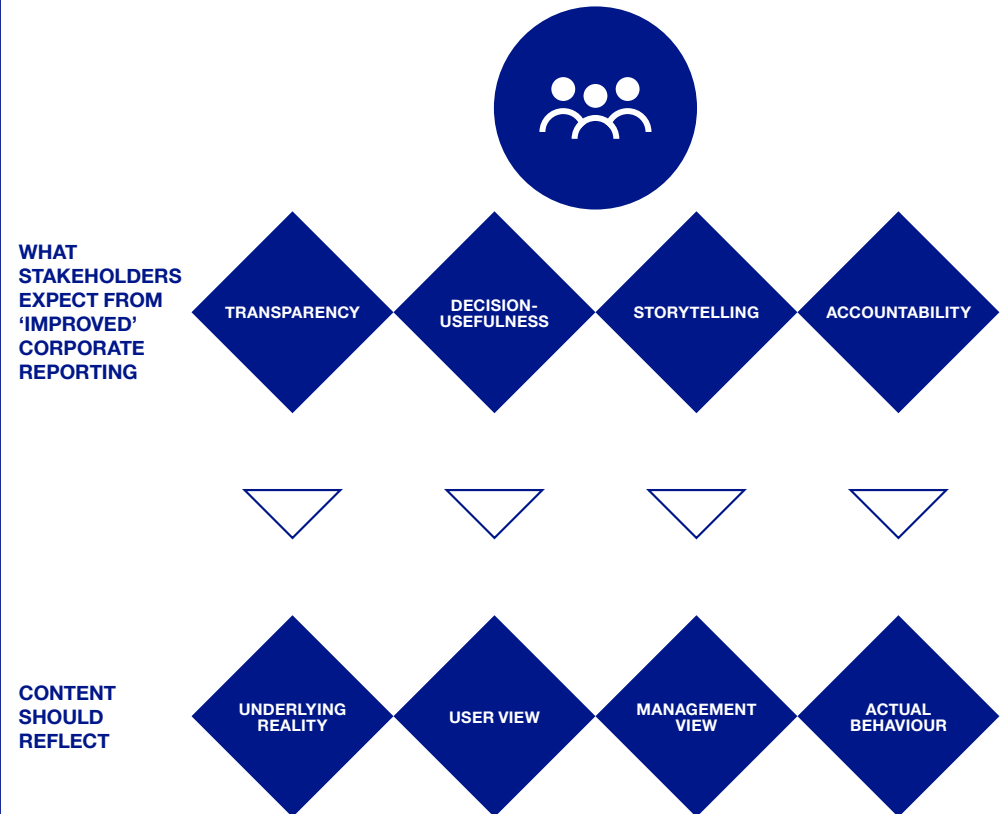 WHAT
STAKEHOLDERS
EXPECT FROM
‘IMPROVED’
CORPORATE
REPORTING
TRANSPARENCY
DECISION-
USEFULNESS
STORYTELLING
ACCOUNTABILITY
CONTENT
SHOULD
REFLECT
UNDERLYING
REALITY
USER VIEW
MANAGEMENT
VIEW
ACTUAL
BEHAVIOUR